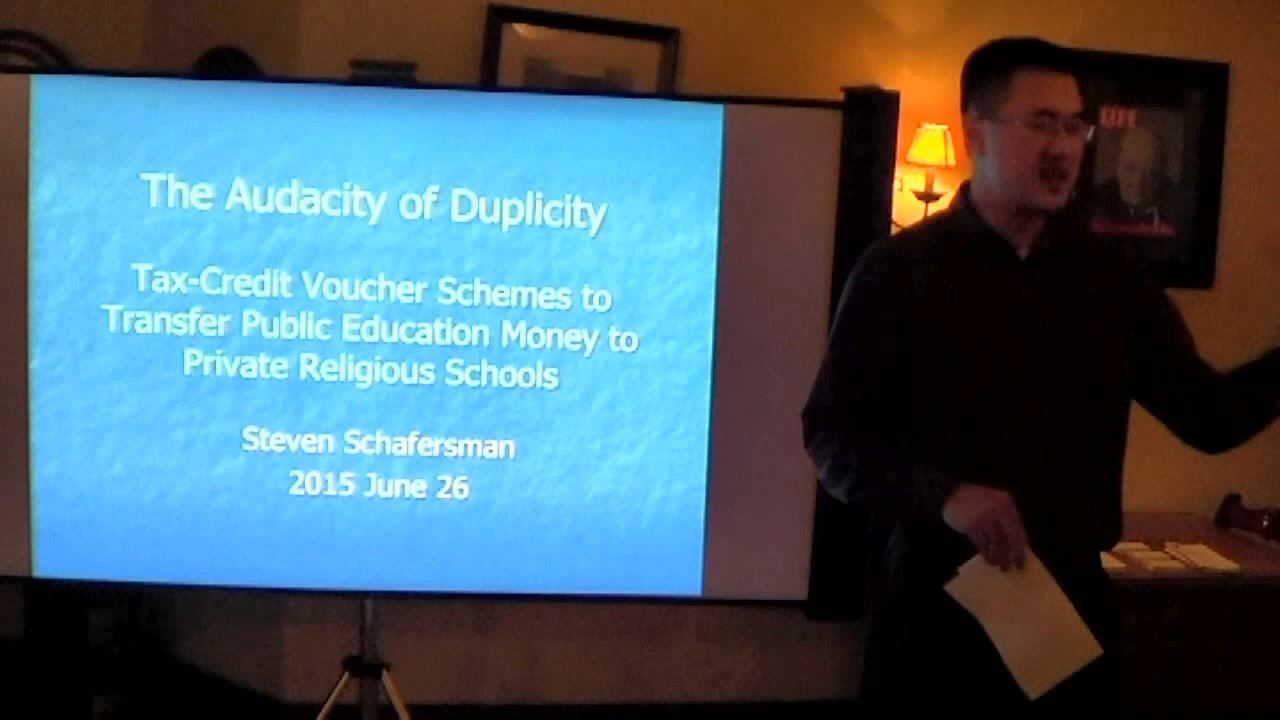 The Audacity of Duplicity
Tax-Credit Voucher Schemes to
Transfer Public Education Money to
Private Religious Schools
Steven Schafersman
2015 June 26
LIFE